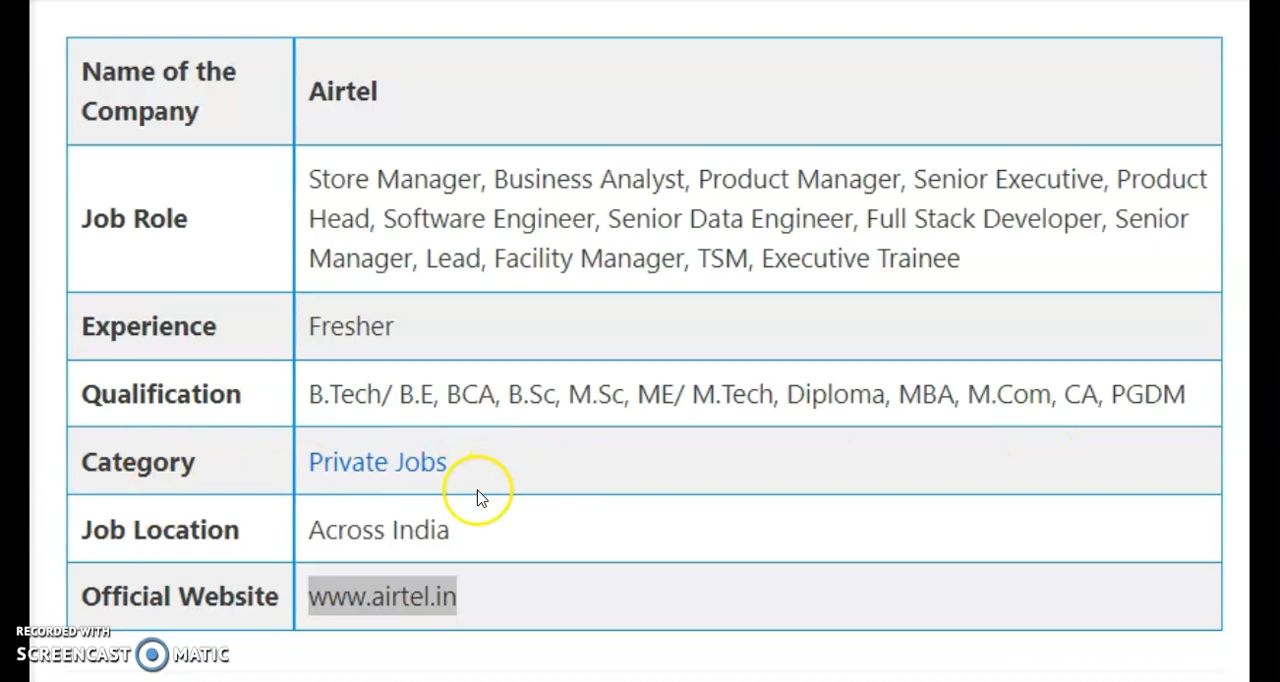 Name of the
Company
Airtel
Job Role
Store Manager, Business Analyst, Product Manager, Senior Executive, Product
Head, Software Engineer, Senior Data Engineer, Full Stack Developer, Senior
Manager, Lead, Facility Manager, TSM, Executive Trainee
Experience
Fresher
Qualification
B.Tech/ B.E, BCA, B.Sc, M.Sc, ME/ M.Tech, Diploma, MBA, M.Com, CA, PGDM
Category
Private Jobs
Job Location
Across India
Official Website
www.airtel.in
RECORDED WITH
SCREENCAST MATIC